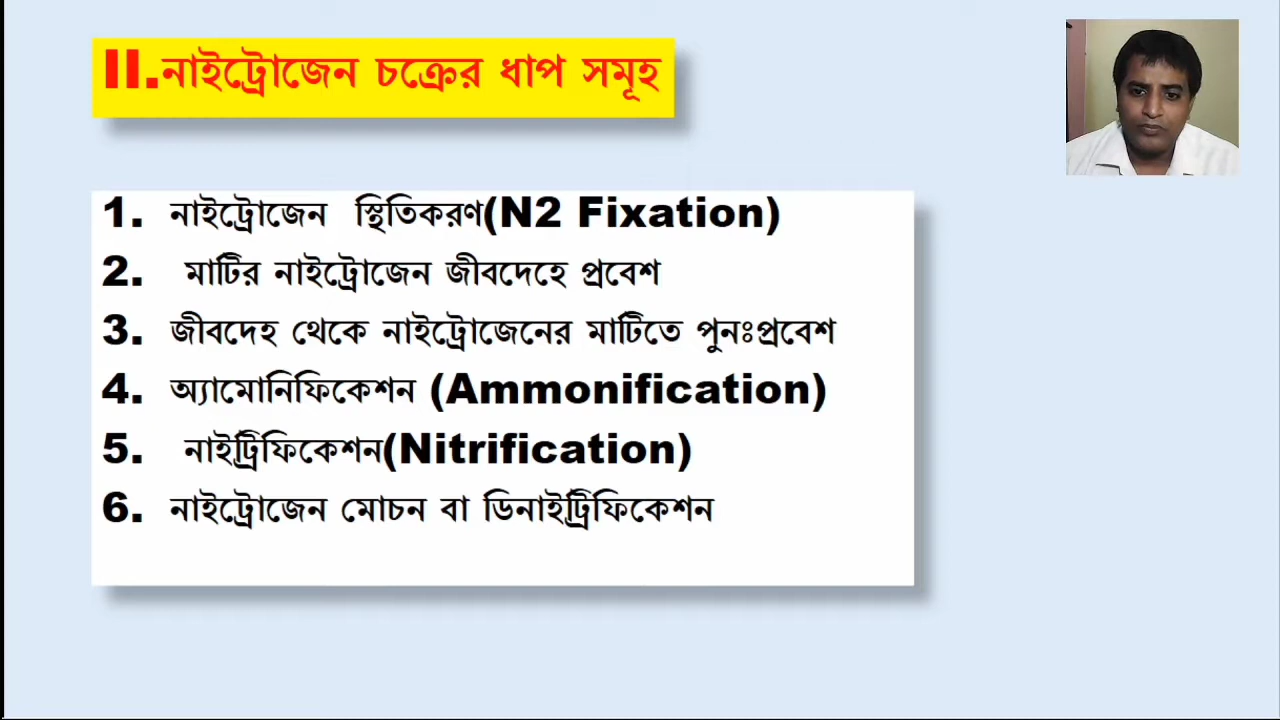 II.নাইট্রোজেন চক্রের ধাপ সমূহ
1. নাইট্রোজেন স্থিতিকরণ(N2 Fixation)
2. মাটির নাইট্রোজেন জীবদেহে প্রবেশ
3. জীবদেহ থেকে নাইট্রোজেনের মাটিতে পুনঃপ্রবেশ
4. অ্যামোনিফিকেশন (Ammonification)
5. নাইট্রিফিকেশন(Nitrification)
6. নাইট্রোজেন মোচন বা ডিনাইট্রিফিকেশন